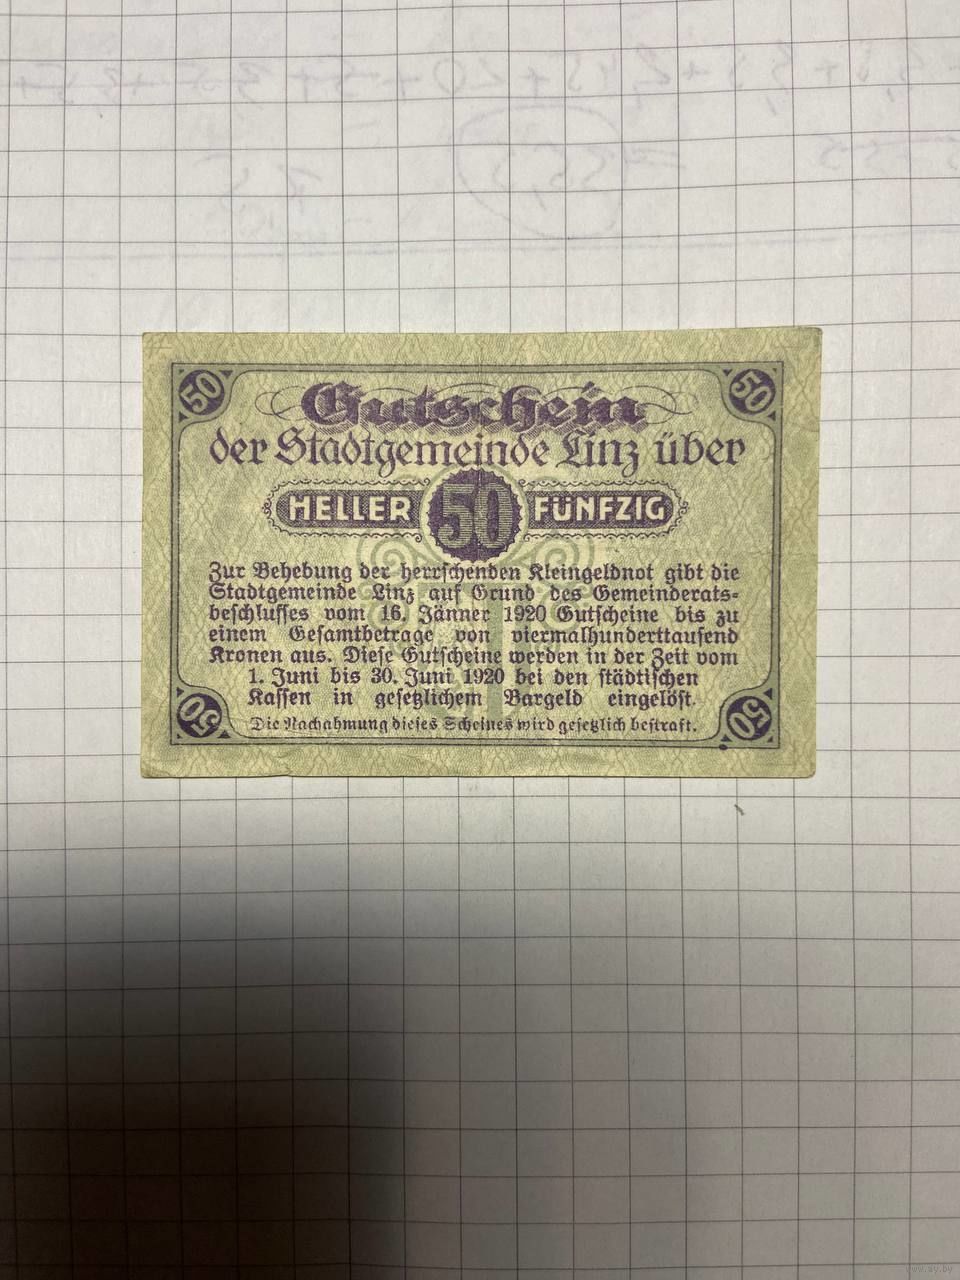 50 50
Gutschein
der Stadtgemeinde Linz über
HELLER 50 FÜNFZIG
Zur Behebung der herrschenden Kleingeldnot gibt die
Stadtgemeinde Linz auf Grund des Gemeinderats-
beschlusses vom 16. Jänner 1920 Gutscheine bis zu
einem Gesamtbetrage von viermalhunderttausend
Kronen aus. Diese Gutscheine werden in der Zeit vom
1. Juni bis 30. Juni 1920 bei den städtischen
Kassen in gesetzlichem Bargeld eingelöst.
50 50
Die Nachahmung dieses Scheines wird gesetzlich bestraft.
www.ay.by